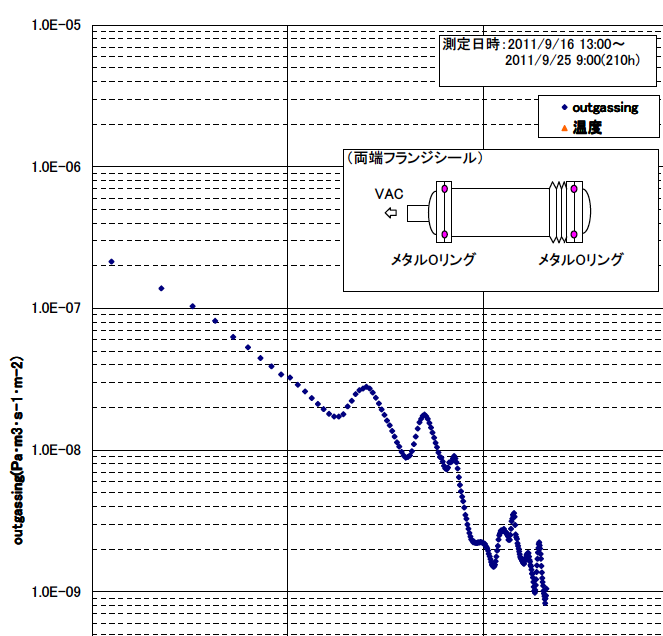 1.0E-05
測定日時：2011/9/16 13:00～
2011/9/25 9:00(210h)
outgassing
温度
1.0E-06
(両端フランジシール)
VAC
メタルOリング
メタルOリング
1.0E-07
outgassing(Pa・m3・s-1・m-2)
1.0E-08
1.0E-09